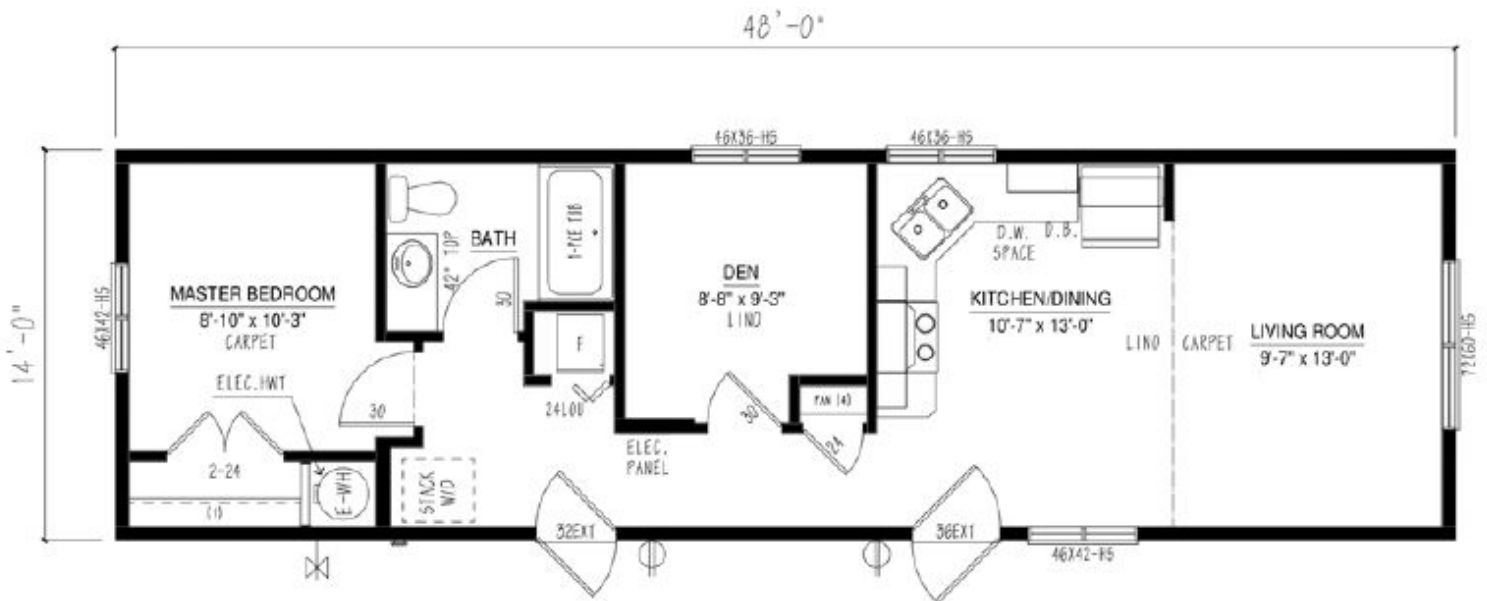 48'-0"
14'-0"
46X36-H5
46X36-H5
46X42-H5
MASTER BEDROOM
8'-10" x 10'-3"
CARPET
ELEC.HWT
30
2-24
(1)
E-WH
BATH
42" TOP
30
1-PCE TUB
F
24LOU
STACK
W/D
32EXT
ELEC.
PANEL
DEN
8'-8" x 9'-3"
LINO
30
PAN (4)
24
D.W.
SPACE
D.B.
KITCHEN/DINING
10'-7" x 13'-0"
LINO
CARPET
LIVING ROOM
9'-7" x 13'-0"
36EXT
46X42-H5
72X60-H5